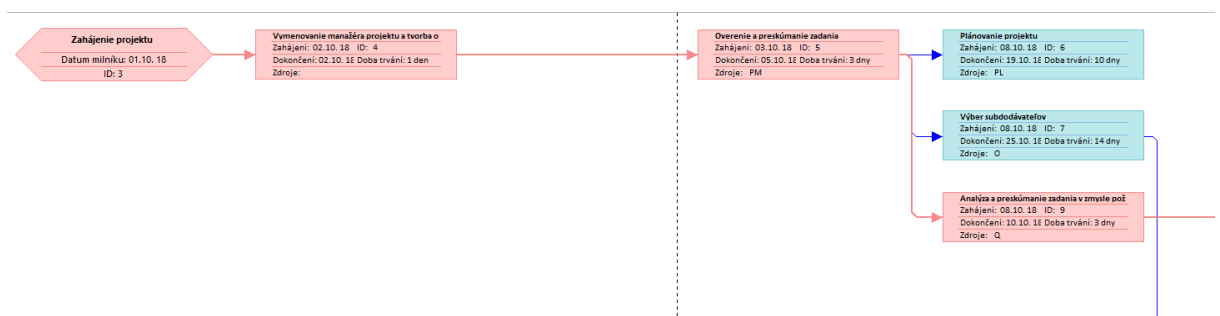 Zahájenie projektu
Datum milníku: 01.10. 18
ID: 3
Vymenovanie manažéra projektu a tvorba o
Zahájení: 02.10. 18 ID: 4
Dokončení: 02.10. 18 Doba trvání: 1 den
Zdroje:
Overenie a preskúmanie zadania
Zahájení: 03.10. 18 ID: 5
Dokončení: 05.10. 18 Doba trvání: 3 dny
Zdroje: PM
Plánovanie projektu
Zahájení: 08.10. 18 ID: 6
Dokončení: 19.10. 18 Doba trvání: 10 dny
Zdroje: PL
Výber subdodávateľov
Zahájení: 08.10. 18 ID: 7
Dokončení: 25.10. 18 Doba trvání: 14 dny
Zdroje: O
Analýza a preskúmanie zadania v zmysle pož
Zahájení: 08.10. 18 ID: 9
Dokončení: 10.10. 18 Doba trvání: 3 dny
Zdroje: Q